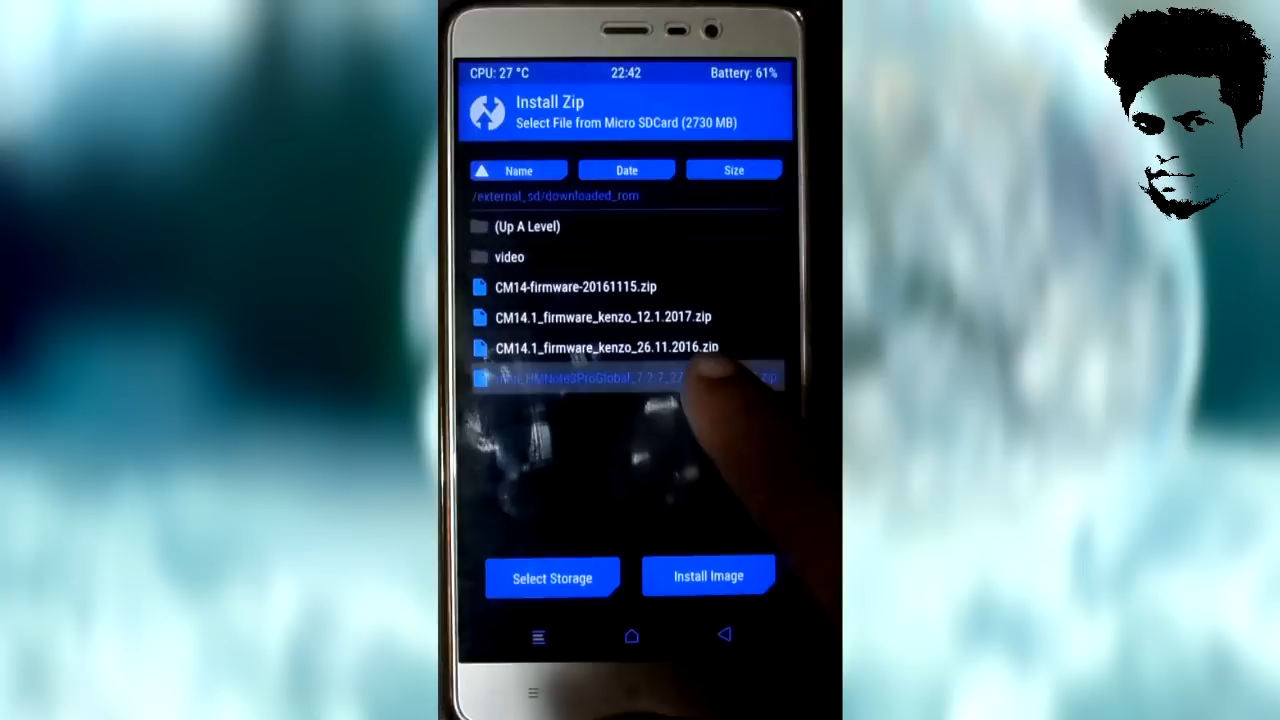 CPU: 27 °C 22:42 Battery: 61%
Install Zip
Select File from Micro SDCard (2730 MB)
Name Date Size
/external_sd/downloaded_rom
(Up A Level)
video
CM14-firmware-20161115.zip
CM14.1_firmware_kenzo_12.1.2017.zip
CM14.1_firmware_kenzo_26.11.2016.zip
Select Storage Install Image